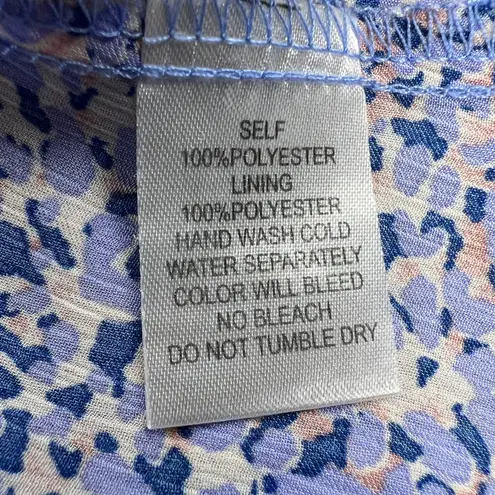 SELF
100%POLYESTER
LINING
100%POLYESTER
HAND WASH COLD
WATER SEPARATELY
COLOR WILL BLEED
NO BLEACH
DO NOT TUMBLE DRY